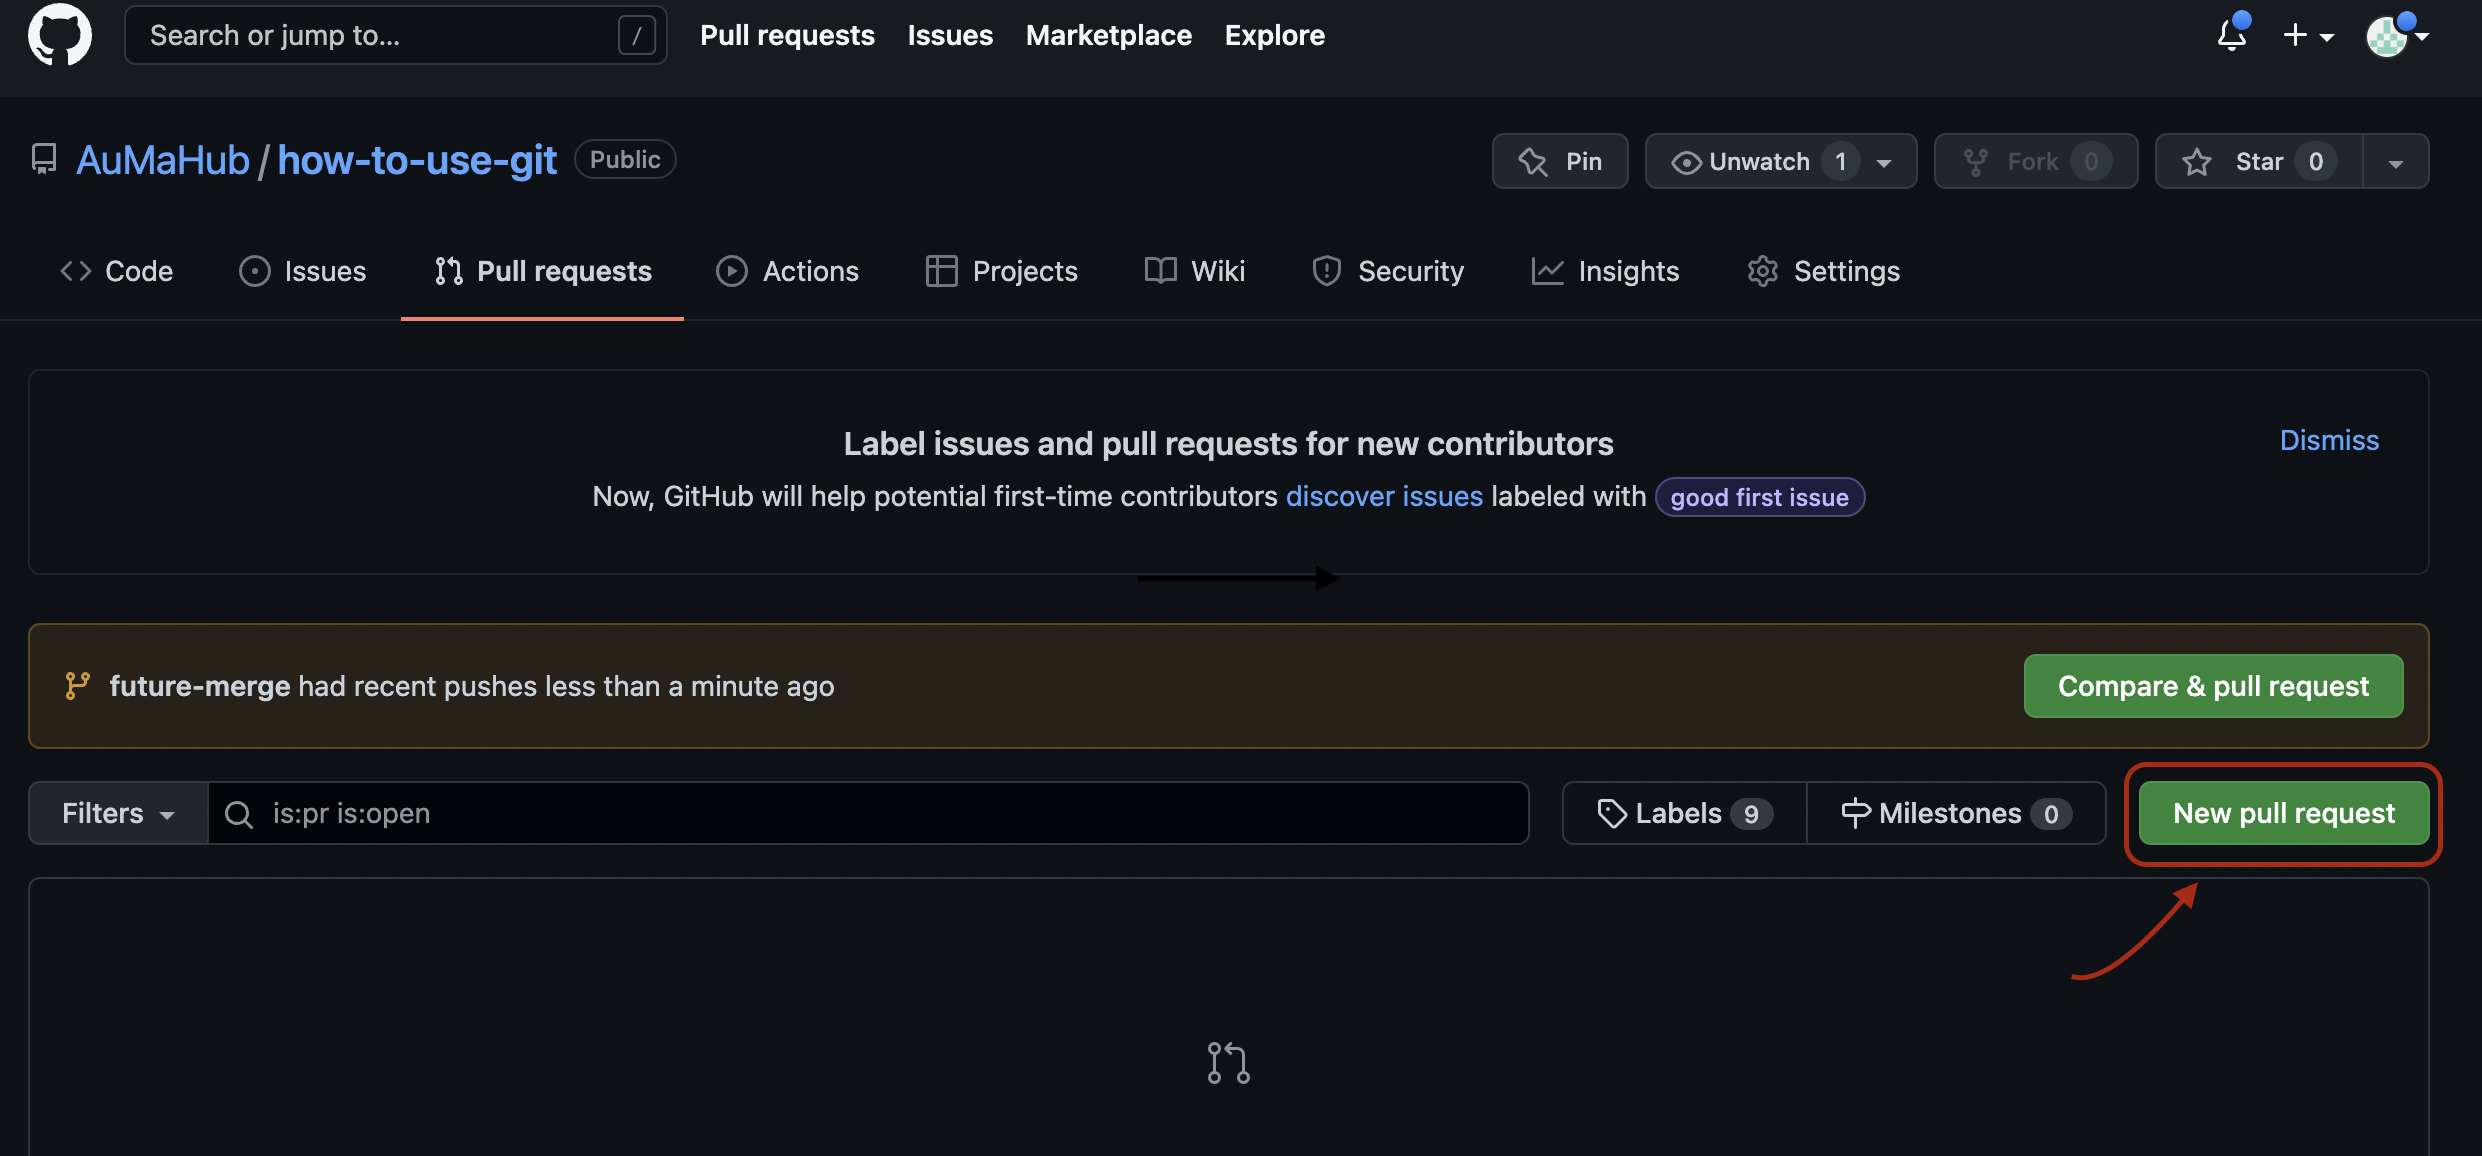 Search or jump to... / Pull requests Issues Marketplace Explore
AuMaHub / how-to-use-git Public Pin Unwatch 1 Fork 0 Star 0
Code Issues Pull requests Actions Projects Wiki Security Insights Settings
Label issues and pull requests for new contributors
Dismiss
Now, GitHub will help potential first-time contributors discover issues labeled with good first issue
future-merge had recent pushes less than a minute ago Compare & pull request
Filters is:pr is:open Labels 9 Milestones 0 New pull request